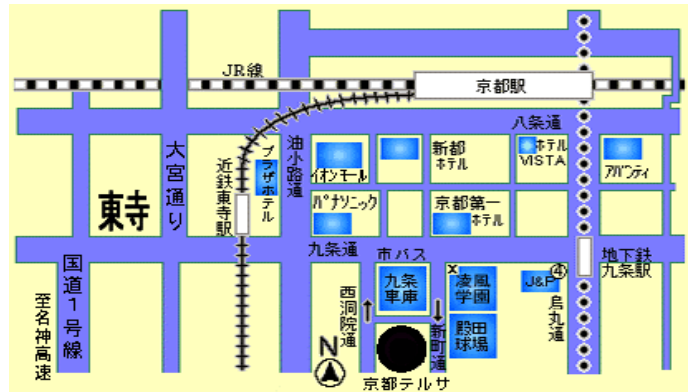 JR線
京都駅
八条通
大宮通り
近鉄東寺駅
プラザホテル
油小路通
イオンモール
新都
ホテル
ホテル
VISTA
アバンティ
東寺
パナソニック
京都第一
ホテル
九条通
市バス
国道1号線
至名神高速
西洞院通
九条
車庫
凌風
学園
J&P
④
地下鉄
九条駅
烏丸通
新町通
殿田
球場
N
京都テルサ